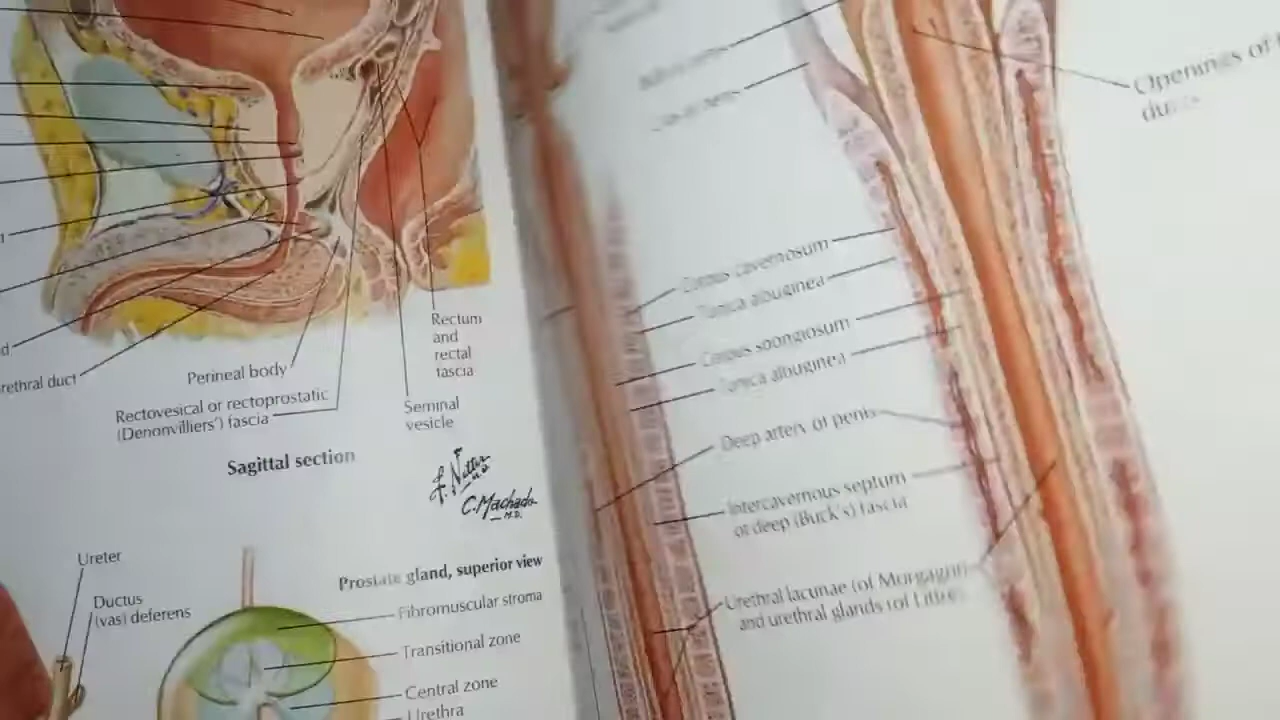 rethral duct
Perineal body
Rectovesical or rectoprostatic
(Denonvilliers') fascia
Rectum
and
rectal
fascia
Seminal
vesicle
Sagittal section
F. Netter
M.D.
C. Machado
M.D.
Ureter
Ductus
(vas) deferens
Prostate gland, superior view
Fibromuscular stroma
Transitional zone
Central zone
Urethra
Corpus cavernosum
Tunica albuginea
Corpus spongiosum
Tunica albuginea
Deep artery of penis
Intercavernous septum
of deep (Buck's) fascia
Urethral lacunae (of Morgagni)
and urethral glands (of Littré)
Openings of